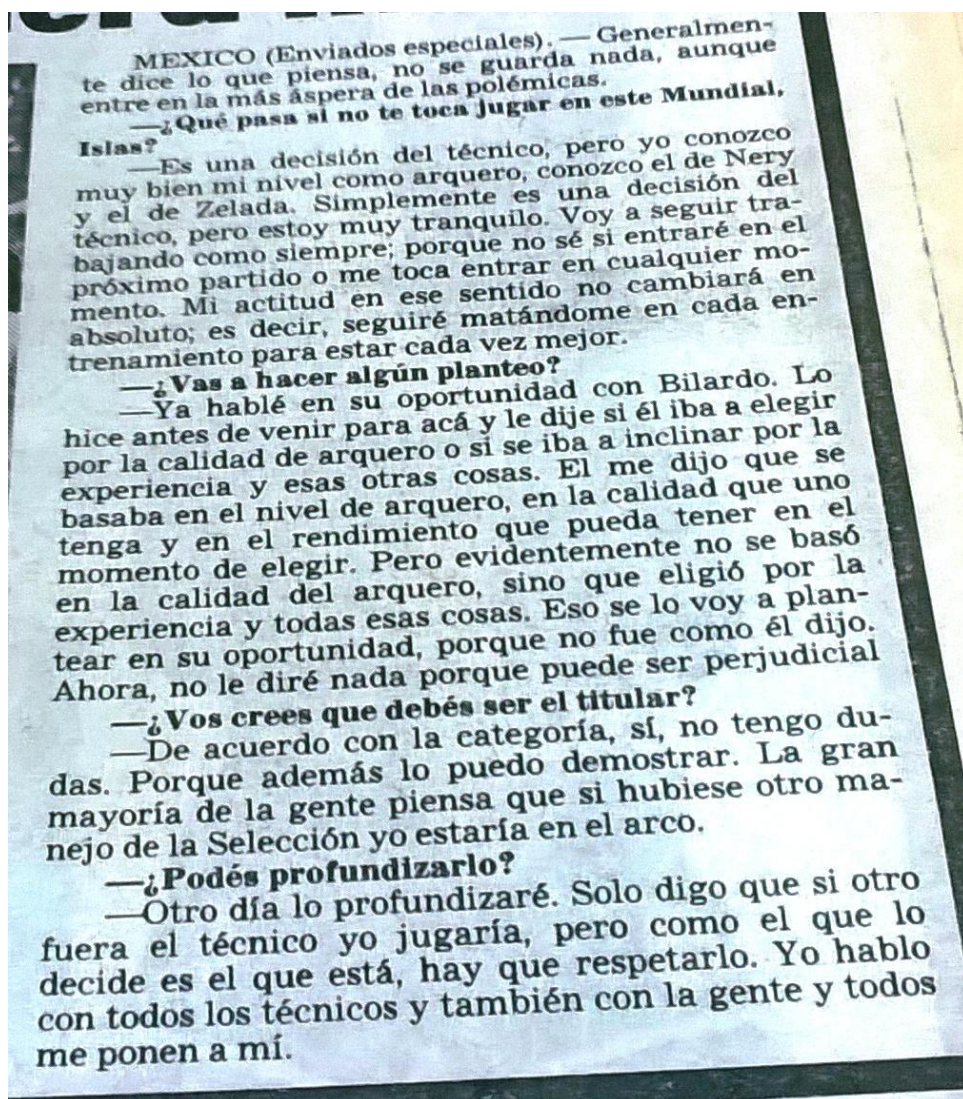 MEXICO (Enviados especiales). — Generalmen-
te dice lo que piensa, no se guarda nada, aunque
entre en la más áspera de las polémicas.
—¿Qué pasa si no te toca jugar en este Mundial,
Islas?
—Es una decisión del técnico, pero yo conozco
muy bien mi nivel como arquero, conozco el de Nery
y el de Zelada. Simplemente es una decisión del
técnico, pero estoy muy tranquilo. Voy a seguir tra-
bajando como siempre; porque no sé si entraré en el
próximo partido o me toca entrar en cualquier mo-
mento. Mi actitud en ese sentido no cambiará en
absoluto; es decir, seguiré matándome en cada en-
trenamiento para estar cada vez mejor.
—¿Vas a hacer algún planteo?
—Ya hablé en su oportunidad con Bilardo. Lo
hice antes de venir para acá y le dije si él iba a elegir
por la calidad de arquero o si se iba a inclinar por la
experiencia y esas otras cosas. El me dijo que se
basaba en el nivel de arquero, en la calidad que uno
tenga y en el rendimiento que pueda tener en el
momento de elegir. Pero evidentemente no se basó
en la calidad del arquero, sino que eligió por la
experiencia y todas esas cosas. Eso se lo voy a plan-
tear en su oportunidad, porque no fue como él dijo.
Ahora, no le diré nada porque puede ser perjudicial
—¿Vos crees que debés ser el titular?
—De acuerdo con la categoría, sí, no tengo du-
das. Porque además lo puedo demostrar. La gran
mayoría de la gente piensa que si hubiese otro ma-
nejo de la Selección yo estaría en el arco.
—¿Podés profundizarlo?
—Otro día lo profundizaré. Solo digo que si otro
fuera el técnico yo jugaría, pero como el que lo
decide es el que está, hay que respetarlo. Yo hablo
con todos los técnicos y también con la gente y todos
me ponen a mí.